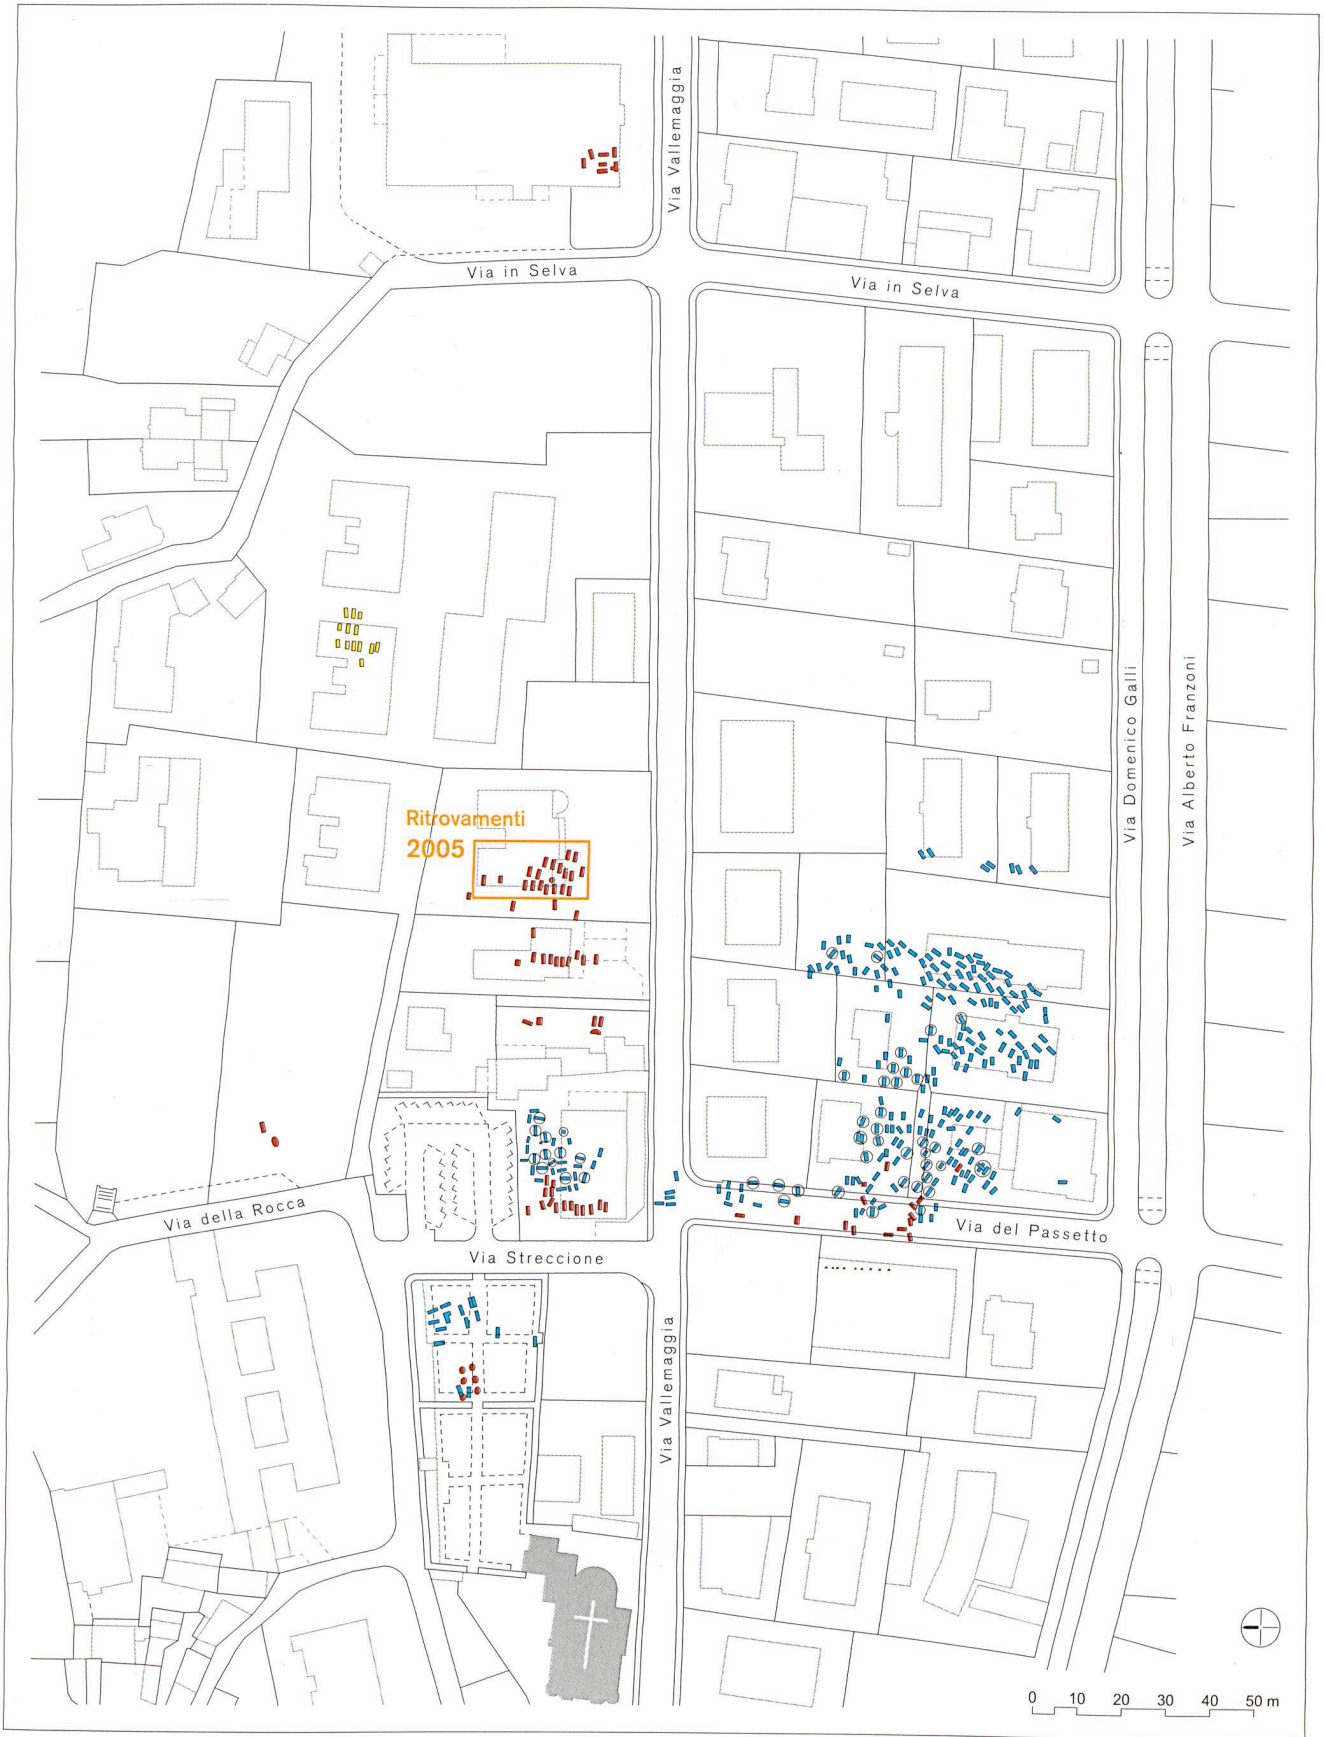 Via Vallemaggia
Via in Selva
Via in Selva
Via Domenico Galli
Via Alberto Franzoni
Ritrovamenti
2005
Via della Rocca
Via Streccione
Via del Passetto
Via Vallemaggia
0 10 20 30 40 50 m